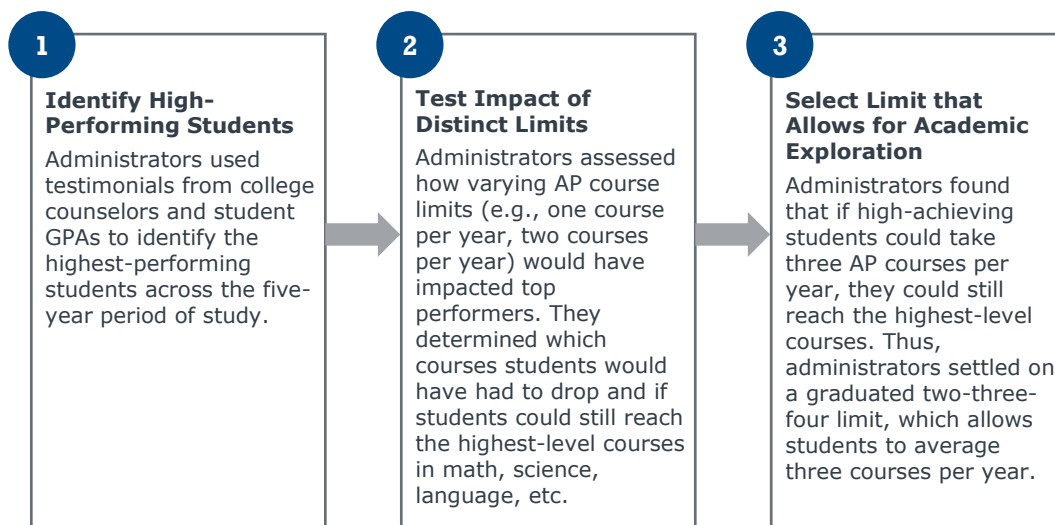 1
Identify High-
Performing Students
Administrators used
testimonials from college
counselors and student
GPAs to identify the
highest-performing
students across the five-
year period of study.
2
Test Impact of
Distinct Limits
Administrators assessed
how varying AP course
limits (e.g., one course
per year, two courses
per year) would have
impacted top
performers. They
determined which
courses students would
have had to drop and if
students could still reach
the highest-level courses
in math, science,
language, etc.
3
Select Limit that
Allows for Academic
Exploration
Administrators found
that if high-achieving
students could take
three AP courses per
year, they could still
reach the highest-level
courses. Thus,
administrators settled on
a graduated two-three-
four limit, which allows
students to average
three courses per year.